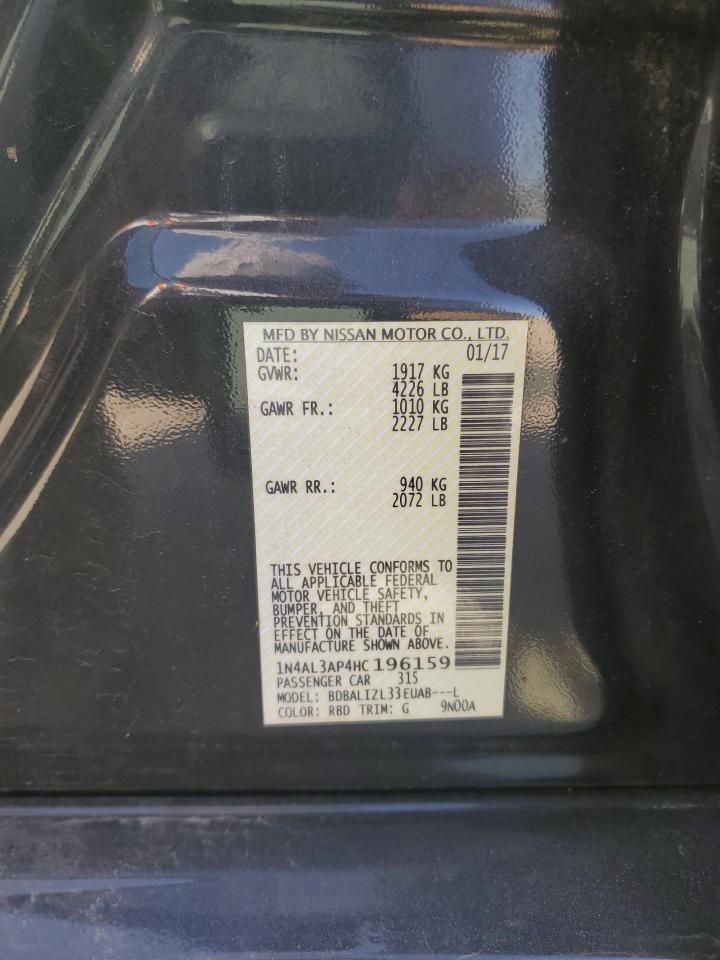 MFD BY NISSAN MOTOR CO., LTD.
DATE: 01/17
GVWR: 1917 KG
4226 LB
GAWR FR.: 1010 KG
2227 LB
GAWR RR.: 940 KG
2072 LB
THIS VEHICLE CONFORMS TO
ALL APPLICABLE FEDERAL
MOTOR VEHICLE SAFETY,
BUMPER, AND THEFT
PREVENTION STANDARDS IN
EFFECT ON THE DATE OF
MANUFACTURE SHOWN ABOVE.
1N4AL3AP4HC196159
PASSENGER CAR 315
MODEL: BDBALIZL33EUAB---L
COLOR: RBD TRIM: G 9N00A